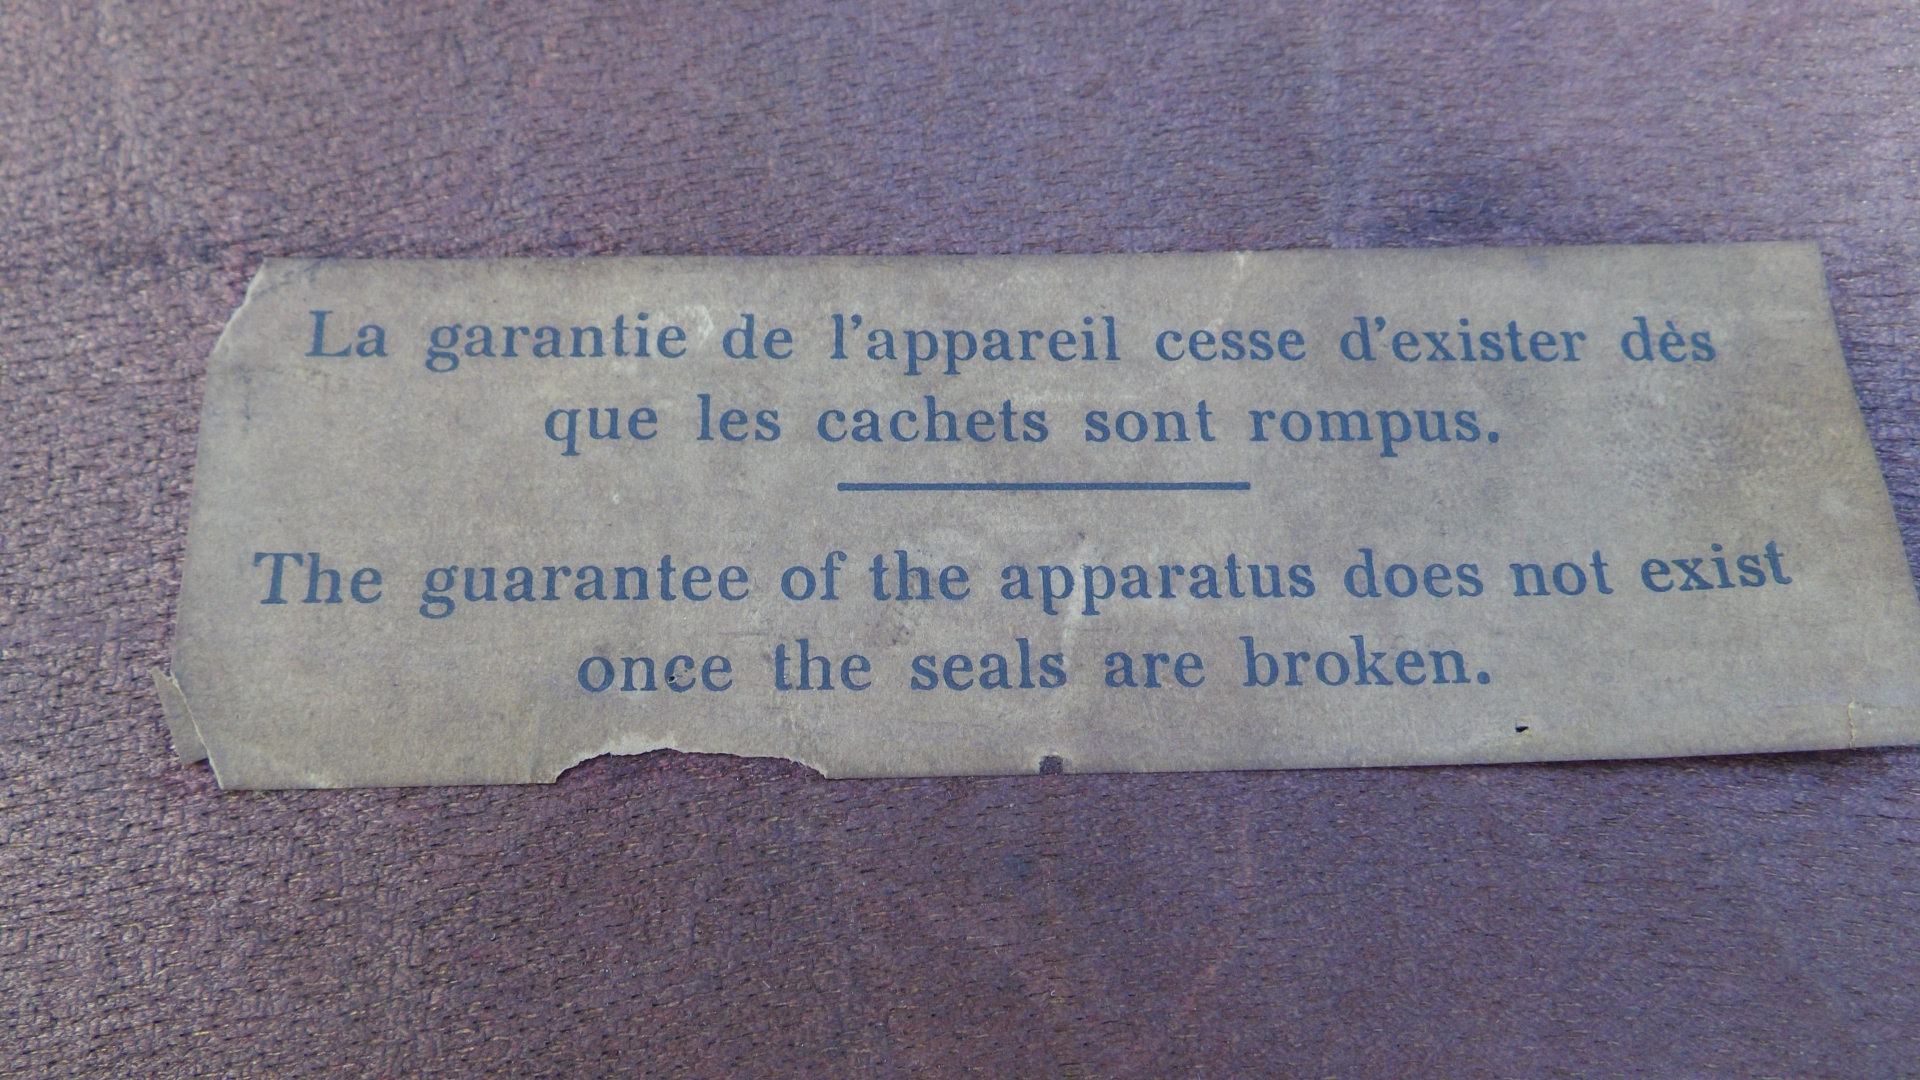 La garantie de l'appareil cesse d'exister dès
que les cachets sont rompus.
The guarantee of the apparatus does not exist
once the seals are broken.